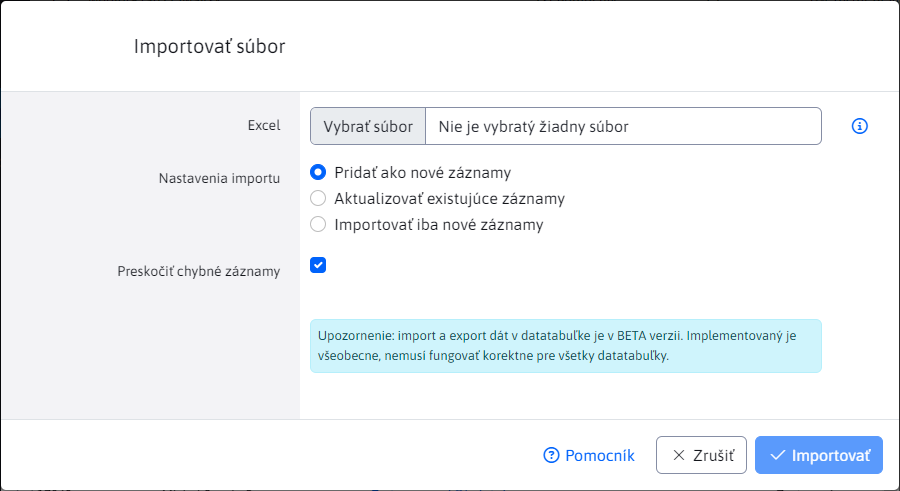 Importovať súbor
Excel
Vybrať súbor Nie je vybratý žiadny súbor
Nastavenia importu
Pridať ako nové záznamy
Aktualizovať existujúce záznamy
Importovať iba nové záznamy
Preskočiť chybné záznamy
Upozornenie: import a export dát v datatabuľke je v BETA verzii. Implementovaný je
všeobecne, nemusi fungovať korektne pre všetky datatabuľky.
Pomocník Zrušiť Importovať